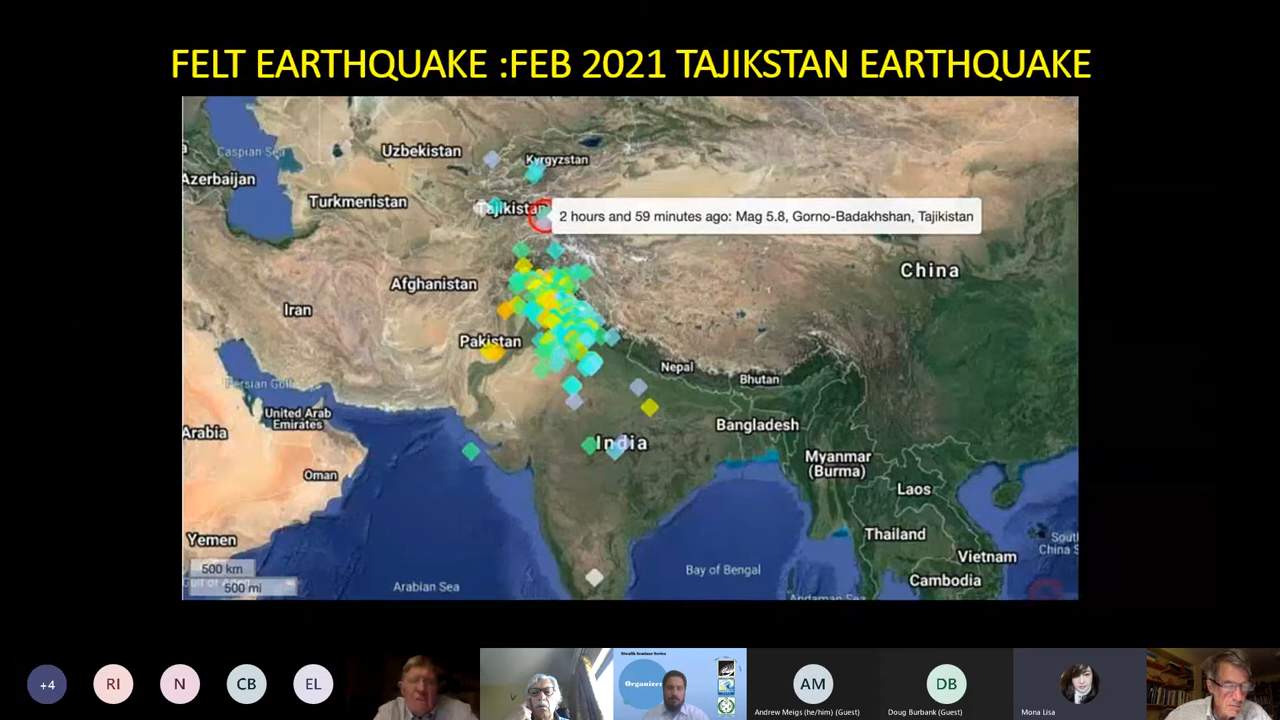 FELT EARTHQUAKE :FEB 2021 TAJIKSTAN EARTHQUAKE
Caspian Sea
Uzbekistan
Kyrgyzstan
Azerbaijan
Turkmenistan
Tajikistan
2 hours and 59 minutes ago: Mag 5.8, Gorno-Badakhshan, Tajikistan
China
Afghanistan
Iran
Pakistan
Nepal
Bhutan
Persian Gulf
United Arab
Emirates
Arabia
Bangladesh
India
Myanmar
(Burma)
Oman
Laos
Thailand
Yemen
Vietnam
500 km
Bay of Bengal
Cambodia
500 mi
Arabian Sea
Andaman Sea
+4
RI
N
CB
EL
Organizer
AM
DB
Andrew Meigs (he/him) (Guest)
Doug Burbank (Guest)
Mona Lisa